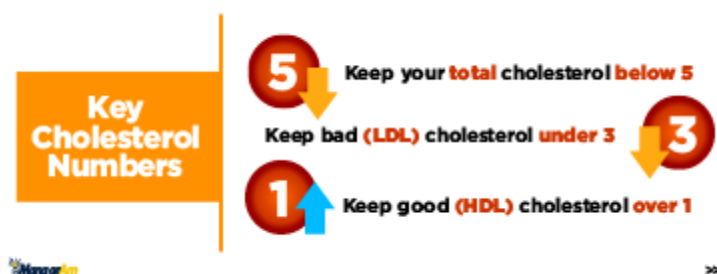 Key
Cholesterol
Numbers
5
Keep your total cholesterol below 5
Keep bad (LDL) cholesterol under 3
3
1
Keep good (HDL) cholesterol over 1